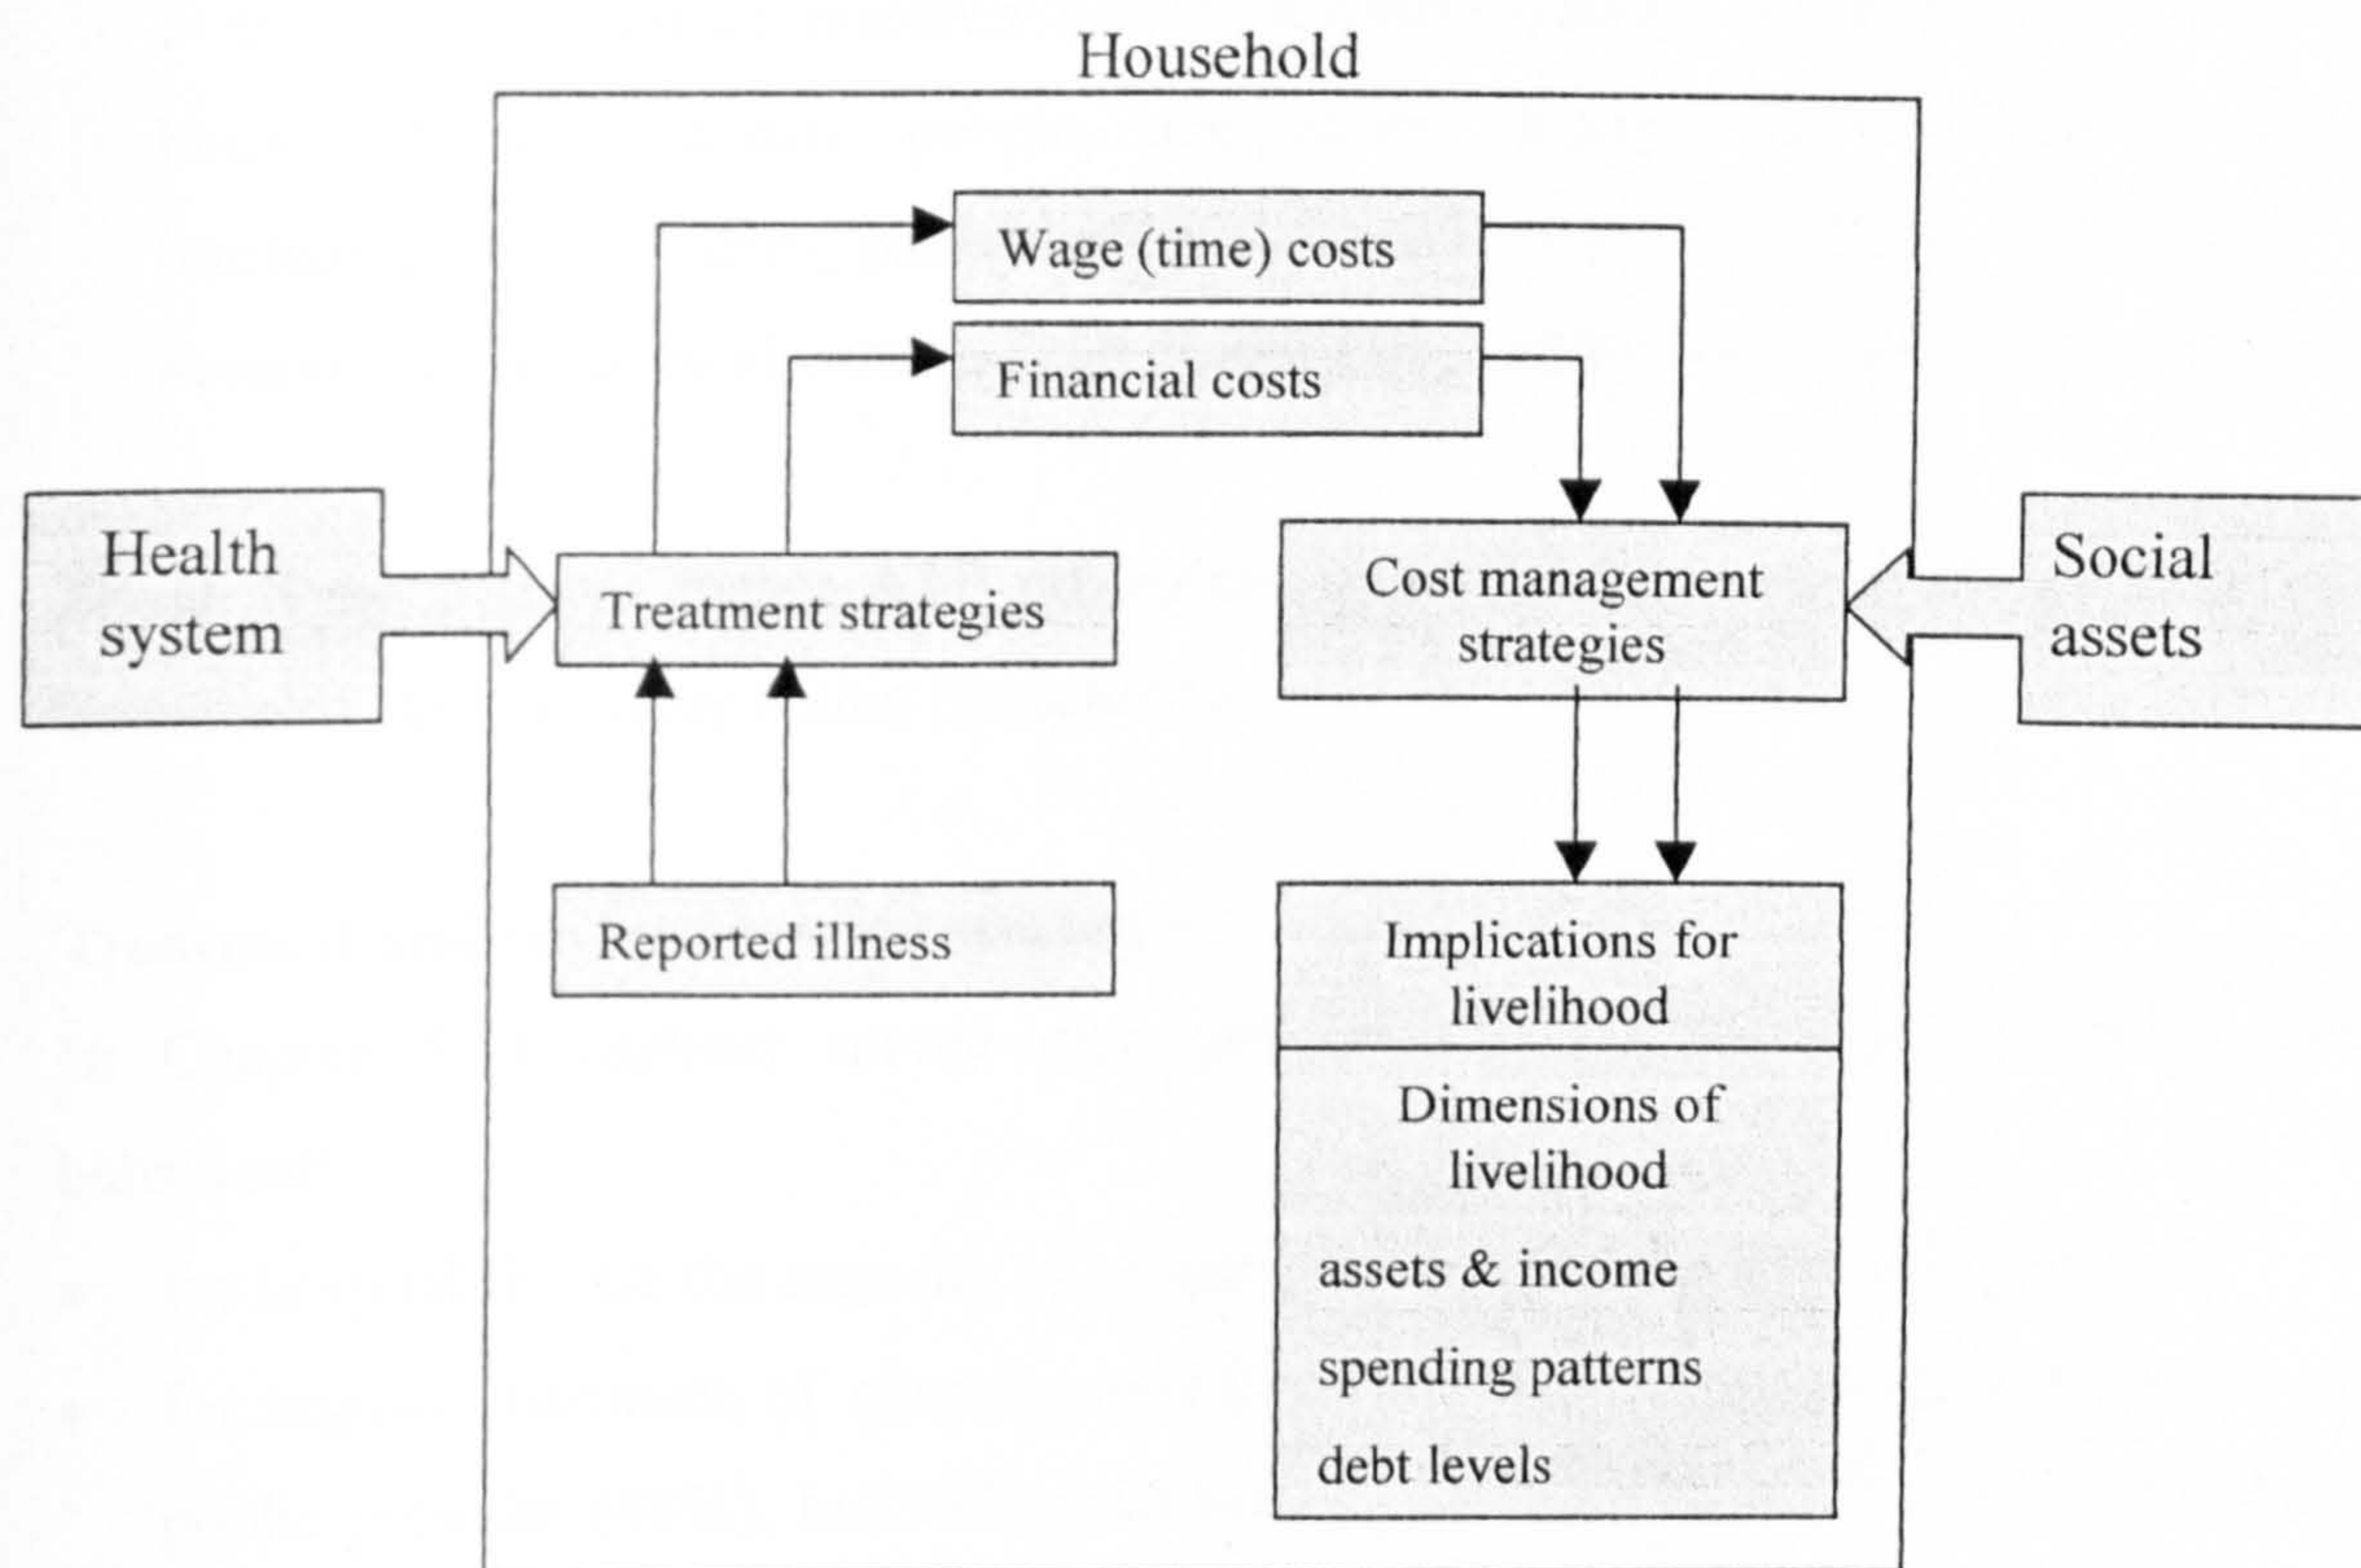 Household
Wage (time) costs
Financial costs
Health
system
Treatment strategies
Cost management
strategies
Social
assets
Reported illness
Implications for
livelihood
Dimensions of
livelihood
assets & income
spending patterns
debt levels